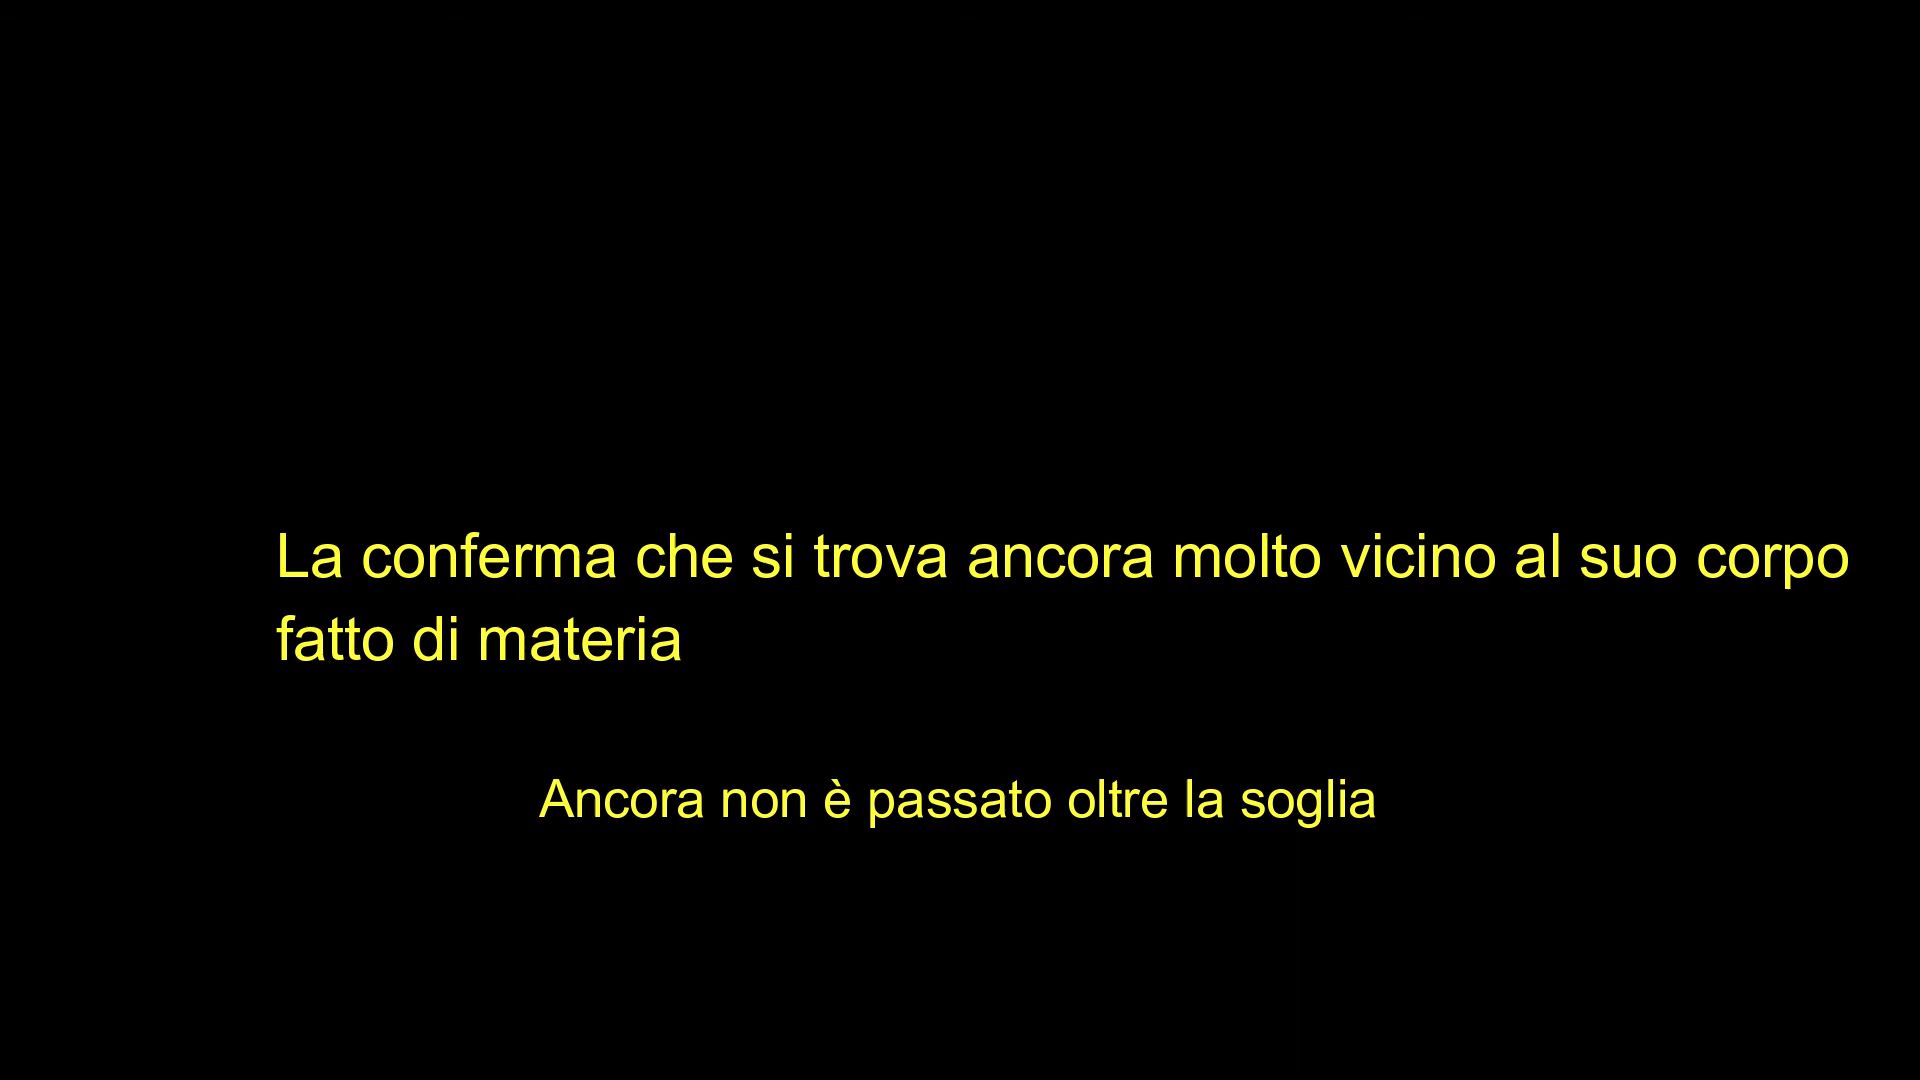 La conferma che si trova ancora molto vicino al suo corpo
fatto di materia
Ancora non è passato oltre la soglia